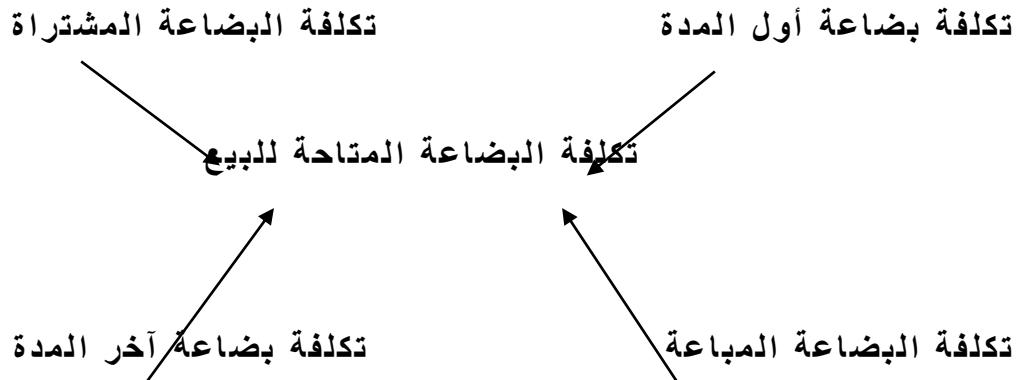 تكلفة بضاعة أول المدة
تكلفة البضاعة المشتراة
تكلفة البضاعة المتاحة للبيع
تكلفة البضاعة المباعة
تكلفة بضاعة آخر المدة